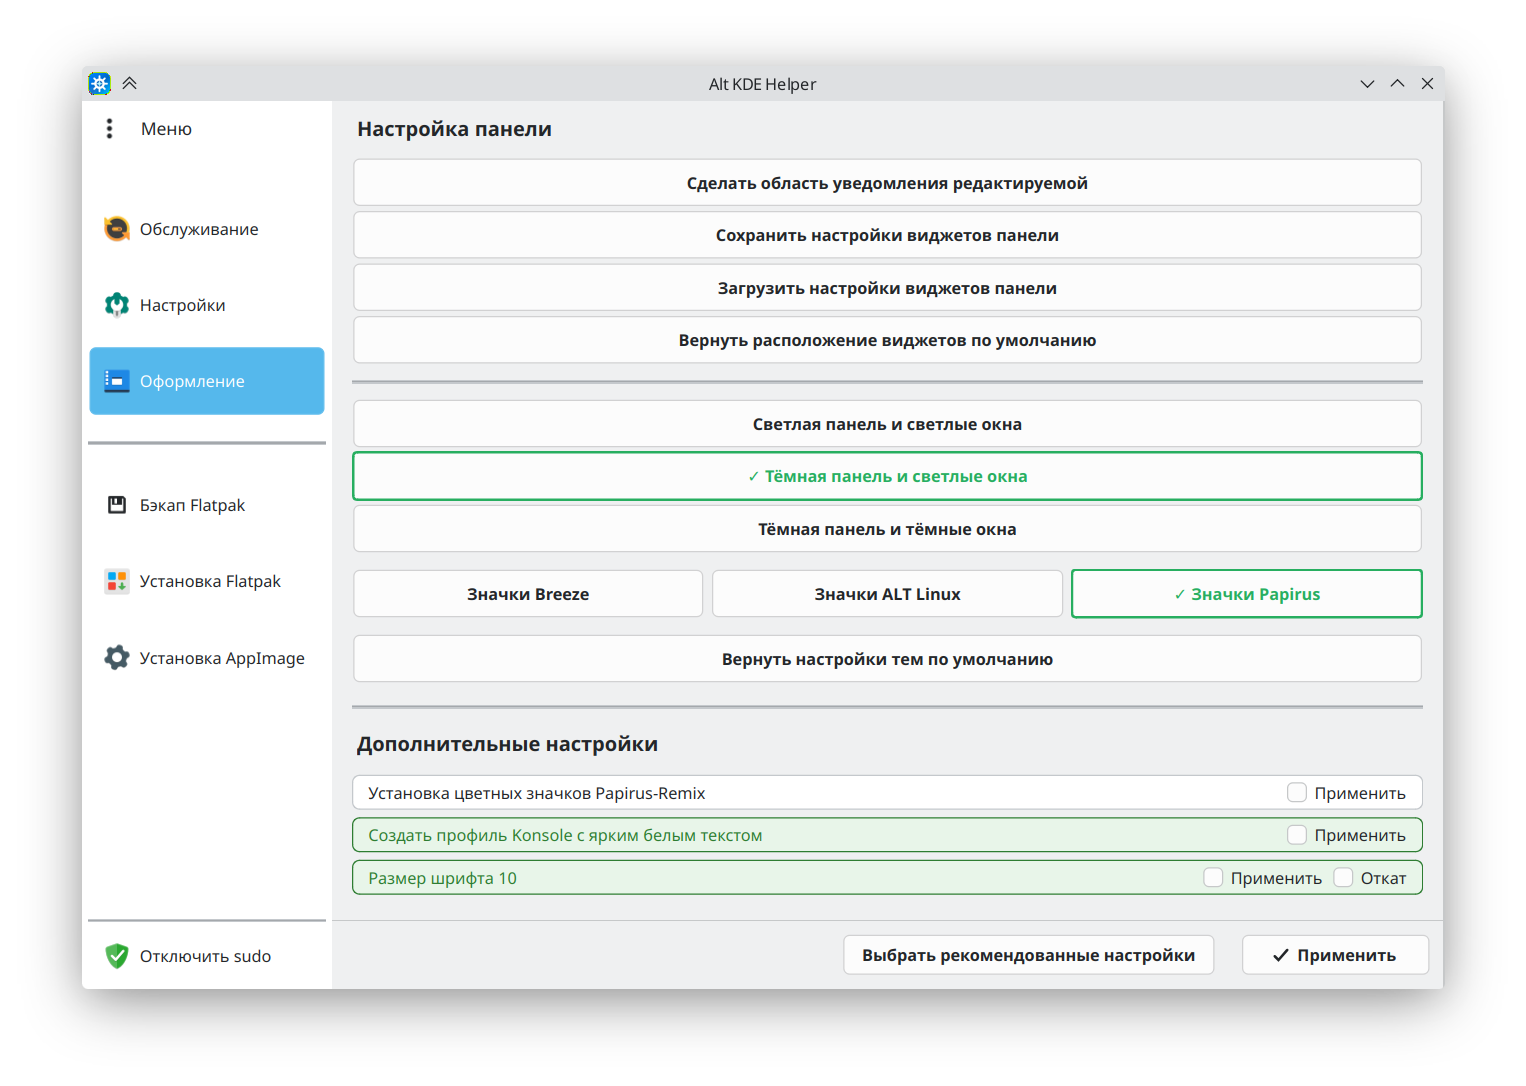 Alt KDE Helper
Меню
Обслуживание
Настройки
Оформление
Бэкап Flatpak
Установка Flatpak
Установка AppImage
Отключить sudo
Настройка панели
Сделать область уведомления редактируемой
Сохранить настройки виджетов панели
Загрузить настройки виджетов панели
Вернуть расположение виджетов по умолчанию
Светлая панель и светлые окна
✓ Тёмная панель и светлые окна
Тёмная панель и тёмные окна
Значки Breeze
Значки ALT Linux
✓ Значки Papirus
Вернуть настройки тем по умолчанию
Дополнительные настройки
Установка цветных значков Papirus-Remix
Применить
Создать профиль Konsole с ярким белым текстом
Применить
Размер шрифта 10
Применить
Откат
Выбрать рекомендованные настройки
✓ Применить